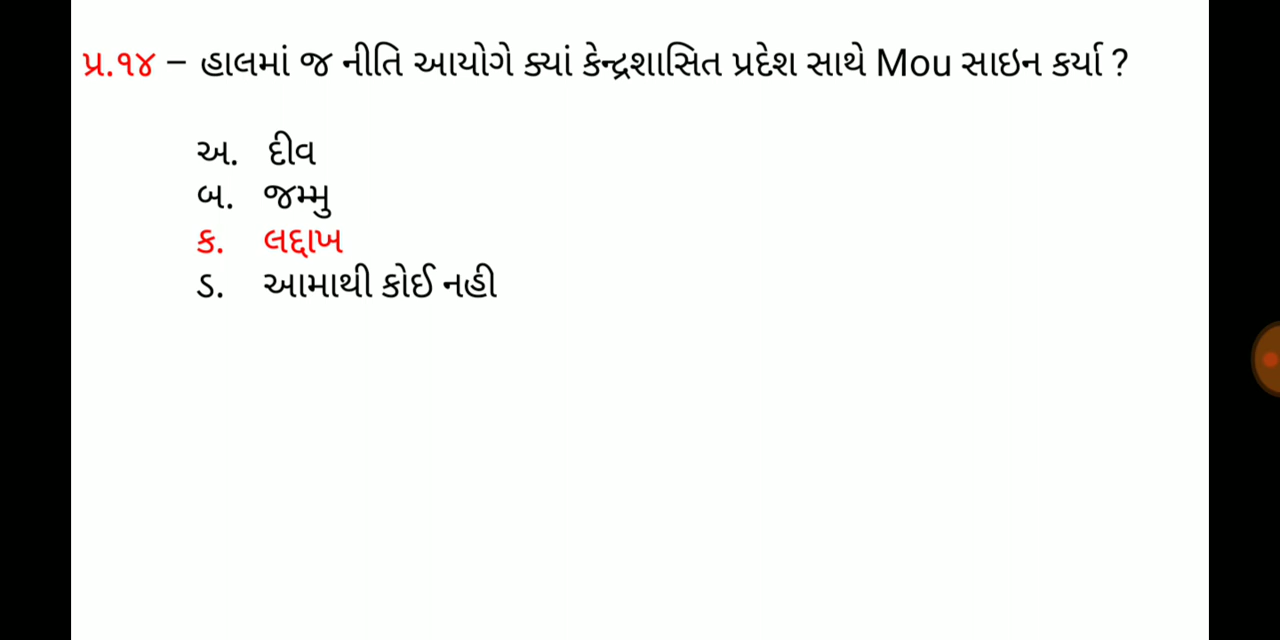 પ્ર.૧૪ – હાલમાં જ નીતિ આયોગે ક્યાં કેન્દ્રશાસિત પ્રદેશ સાથે Mou સાઇન કર્યા ?
અ. દીવ
બ. જમ્મુ
ક. લદ્દાખ
ડ. આમાથી કોઈ નહી